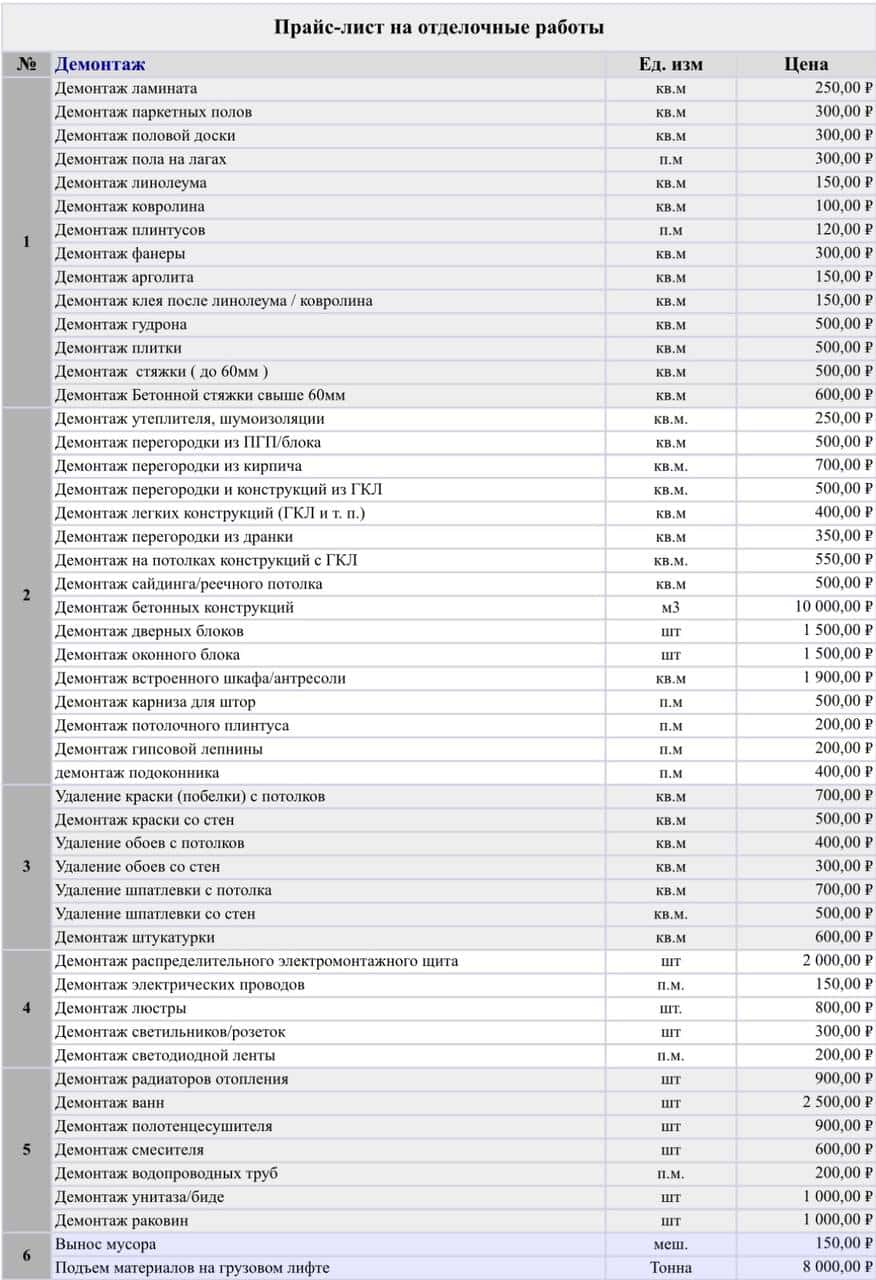 Прайс-лист на отделочные работы
№ Демонтаж Ед. изм Цена
1
Демонтаж ламината кв.м 250,00 ₽
Демонтаж паркетных полов кв.м 300,00 ₽
Демонтаж половой доски кв.м 300,00 ₽
Демонтаж пола на лагах п.м 300,00 ₽
Демонтаж линолеума кв.м 150,00 ₽
Демонтаж ковролина кв.м 100,00 ₽
Демонтаж плинтусов п.м 120,00 ₽
Демонтаж фанеры кв.м 300,00 ₽
Демонтаж арголита кв.м 150,00 ₽
Демонтаж клея после линолеума / ковролина кв.м 150,00 ₽
Демонтаж гудрона кв.м 500,00 ₽
Демонтаж плитки кв.м 500,00 ₽
Демонтаж стяжки ( до 60мм ) кв.м 500,00 ₽
Демонтаж Бетонной стяжки свыше 60мм кв.м 600,00 ₽
2
Демонтаж утеплителя, шумоизоляции кв.м. 250,00 ₽
Демонтаж перегородки из ПГП/блока кв.м 500,00 ₽
Демонтаж перегородки из кирпича кв.м. 700,00 ₽
Демонтаж перегородки и конструкций из ГКЛ кв.м. 500,00 ₽
Демонтаж легких конструкций (ГКЛ и т. п.) кв.м 400,00 ₽
Демонтаж перегородки из дранки кв.м 350,00 ₽
Демонтаж на потолках конструкций с ГКЛ кв.м. 550,00 ₽
Демонтаж сайдинга/реечного потолка кв.м 500,00 ₽
Демонтаж бетонных конструкций м3 10 000,00 ₽
Демонтаж дверных блоков шт 1 500,00 ₽
Демонтаж оконного блока шт 1 500,00 ₽
Демонтаж встроенного шкафа/антресоли кв.м 1 900,00 ₽
Демонтаж карниза для штор п.м 500,00 ₽
Демонтаж потолочного плинтуса п.м 200,00 ₽
Демонтаж гипсовой лепнины п.м 200,00 ₽
демонтаж подоконника п.м 400,00 ₽
3
Удаление краски (побелки) с потолков кв.м 700,00 ₽
Демонтаж краски со стен кв.м 500,00 ₽
Удаление обоев с потолков кв.м 400,00 ₽
Удаление обоев со стен кв.м 300,00 ₽
Удаление шпатлевки с потолка кв.м 700,00 ₽
Удаление шпатлевки со стен кв.м. 500,00 ₽
Демонтаж штукатурки кв.м 600,00 ₽
4
Демонтаж распределительного электромонтажного щита шт 2 000,00 ₽
Демонтаж электрических проводов п.м. 150,00 ₽
Демонтаж люстры шт. 800,00 ₽
Демонтаж светильников/розеток шт 300,00 ₽
Демонтаж светодиодной ленты п.м. 200,00 ₽
5
Демонтаж радиаторов отопления шт 900,00 ₽
Демонтаж ванн шт 2 500,00 ₽
Демонтаж полотенцесушителя шт 900,00 ₽
Демонтаж смесителя шт 600,00 ₽
Демонтаж водопроводных труб п.м. 200,00 ₽
Демонтаж унитаза/биде шт 1 000,00 ₽
Демонтаж раковин шт 1 000,00 ₽
6
Вынос мусора меш. 150,00 ₽
Подъем материалов на грузовом лифте Тонна 8 000,00 ₽